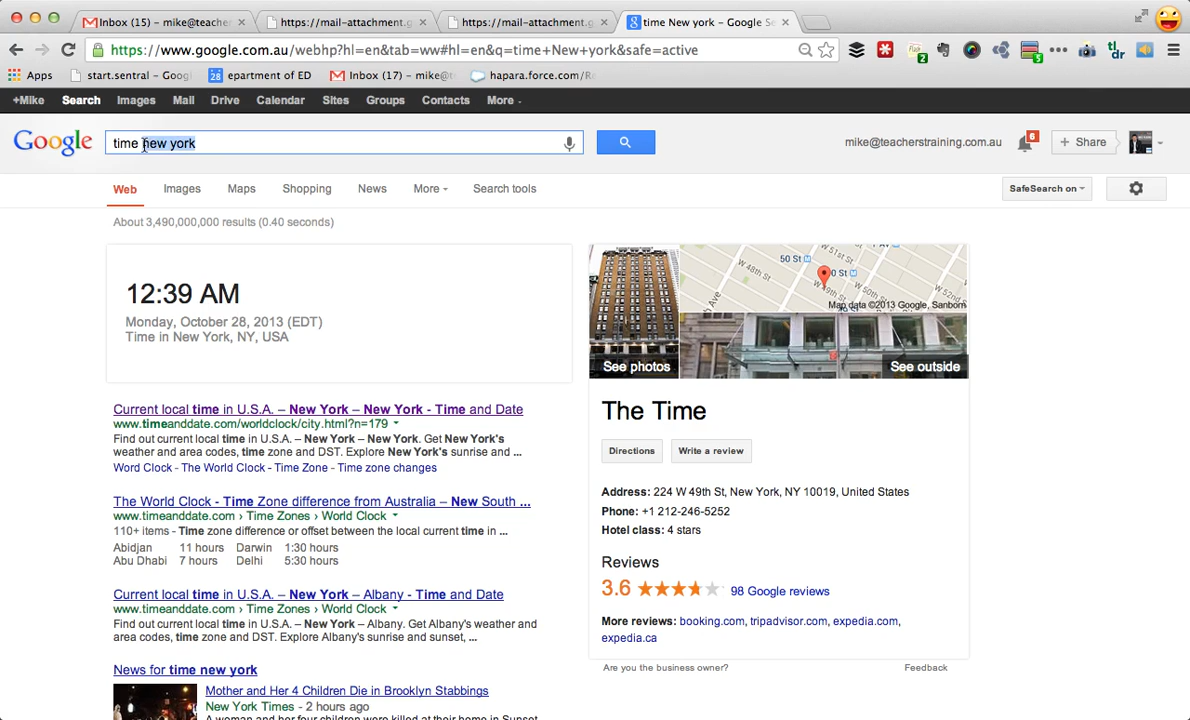 Inbox (15) – mike@teache
https://mail-attachment.g
https://mail-attachment.g
time New york - Google Se
https://www.google.com.au/webhp?hl=en&tab=ww#hl=en&q=time+New+york&safe=active
Apps start.sentral – Goog epartment of ED Inbox (17) – mike@ hapara.force.com/R
+Mike Search Images Mail Drive Calendar Sites Groups Contacts More
Google time new york mike@teacherstraining.com.au 6 + Share
Web Images Maps Shopping News More Search tools SafeSearch on
About 3,490,000,000 results (0.40 seconds)
12:39 AM
Monday, October 28, 2013 (EDT)
Time in New York, NY, USA
Current local time in U.S.A. – New York – New York - Time and Date
www.timeanddate.com/worldclock/city.html?n=179
Find out current local time in U.S.A. – New York – New York. Get New York's
weather and area codes, time zone and DST. Explore New York's sunrise and ...
Word Clock - The World Clock - Time Zone - Time zone changes
The World Clock - Time Zone difference from Australia – New South ...
www.timeanddate.com › Time Zones › World Clock
110+ items - Time zone difference or offset between the local current time in ...
Abidjan 11 hours Darwin 1:30 hours
Abu Dhabi 7 hours Delhi 5:30 hours
Current local time in U.S.A. – New York – Albany - Time and Date
www.timeanddate.com › Time Zones › World Clock
Find out current local time in U.S.A. – New York – Albany. Get Albany's weather and
area codes, time zone and DST. Explore Albany's sunrise and sunset, ...
News for time new york
Mother and Her 4 Children Die in Brooklyn Stabbings
New York Times - 2 hours ago
A woman and her four children were killed at their home in Sunset
50 St
W 51st St
W 48th St
W 49th St
W 50th St
Map data ©2013 Google, Sanborn
See photos
See outside
The Time
Directions Write a review
Address: 224 W 49th St, New York, NY 10019, United States
Phone: +1 212-246-5252
Hotel class: 4 stars
Reviews
3.6 98 Google reviews
More reviews: booking.com, tripadvisor.com, expedia.com,
expedia.ca
Are you the business owner? Feedback